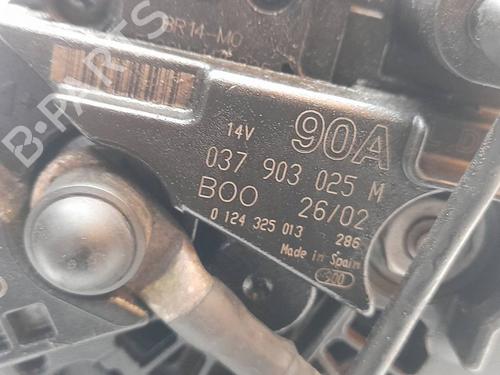 BR14-M0
B-PARTS
14V 90A
037 903 025 M
BOO 26/02
0 124 325 013 286
Made in Spain